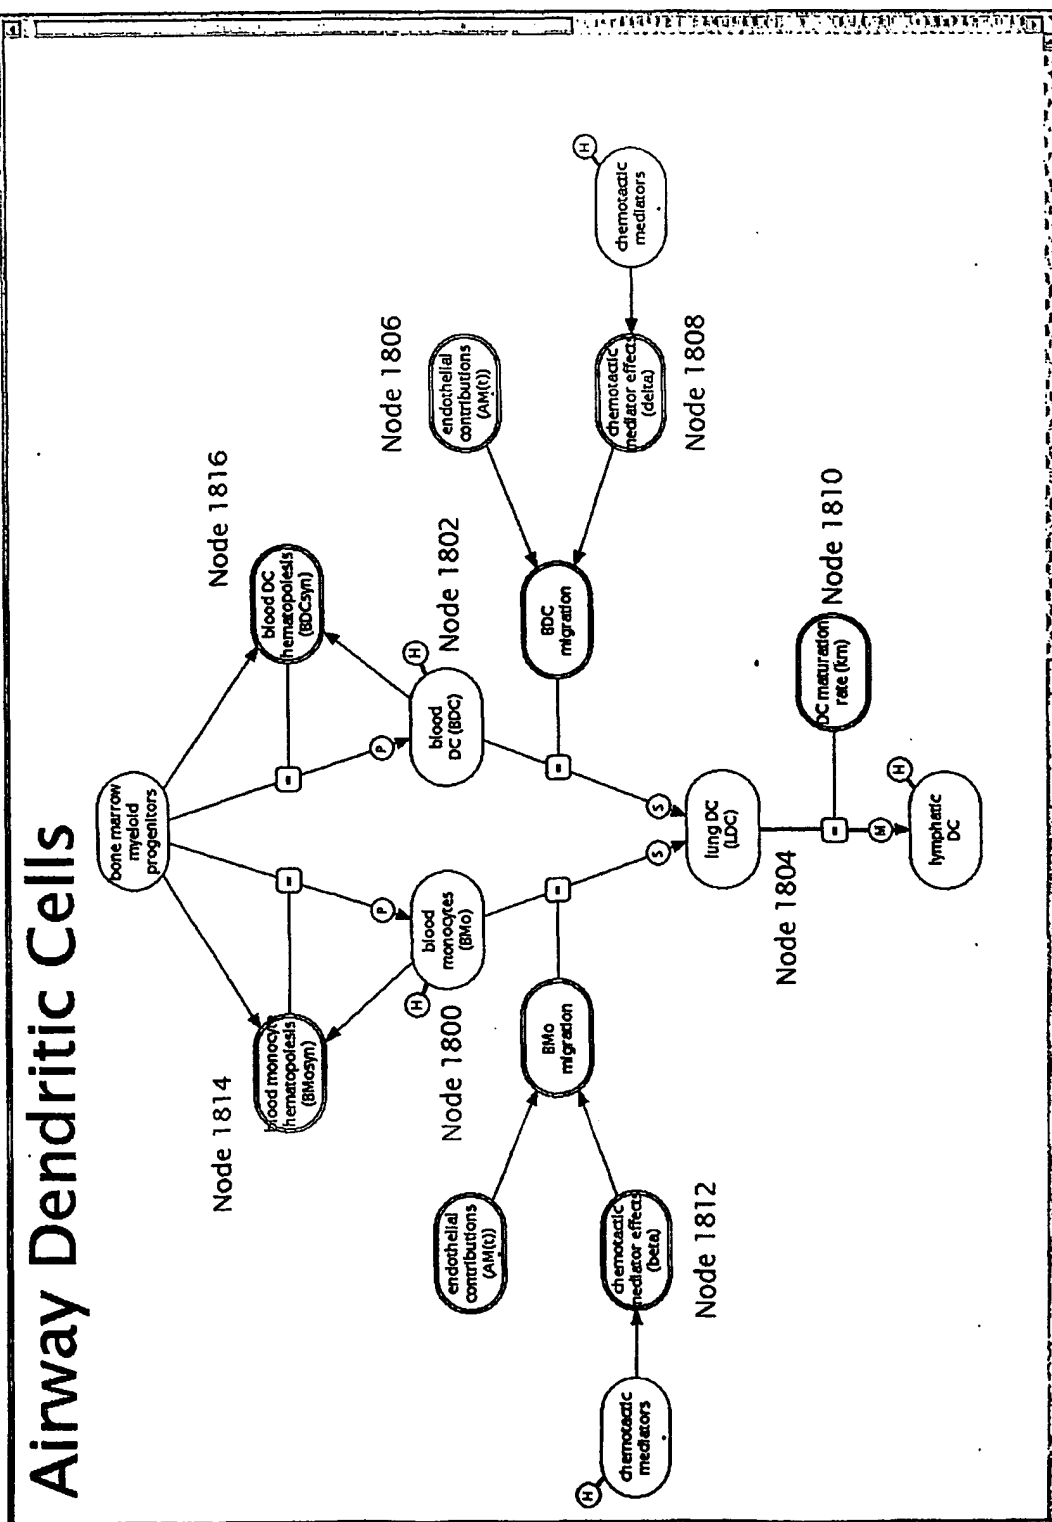 Airway Dendritic Cells
bone marrow
myeloid
progenitors
Node 1814
blood monocyte
hematopoiesis
(BMosyn)
=
=
blood DC
hematopoiesis
(BDCsyn)
Node 1816
P
P
H
blood
monocytes
(BMo)
Node 1800
blood
DC (BDC)
H
Node 1802
endothelial
contributions
(AM(t))
endothelial
contributions
(AM(t))
Node 1806
BMo
migration
=
=
BDC
migration
H
chemotactic
mediators
chemotactic
mediator effects
(beta)
Node 1812
chemotactic
mediator effects
(delta)
Node 1808
chemotactic
mediators
H
S
S
lung DC
(LDC)
Node 1804
=
DC maturation
rate (km)
Node 1810
M
lymphatic
DC
H